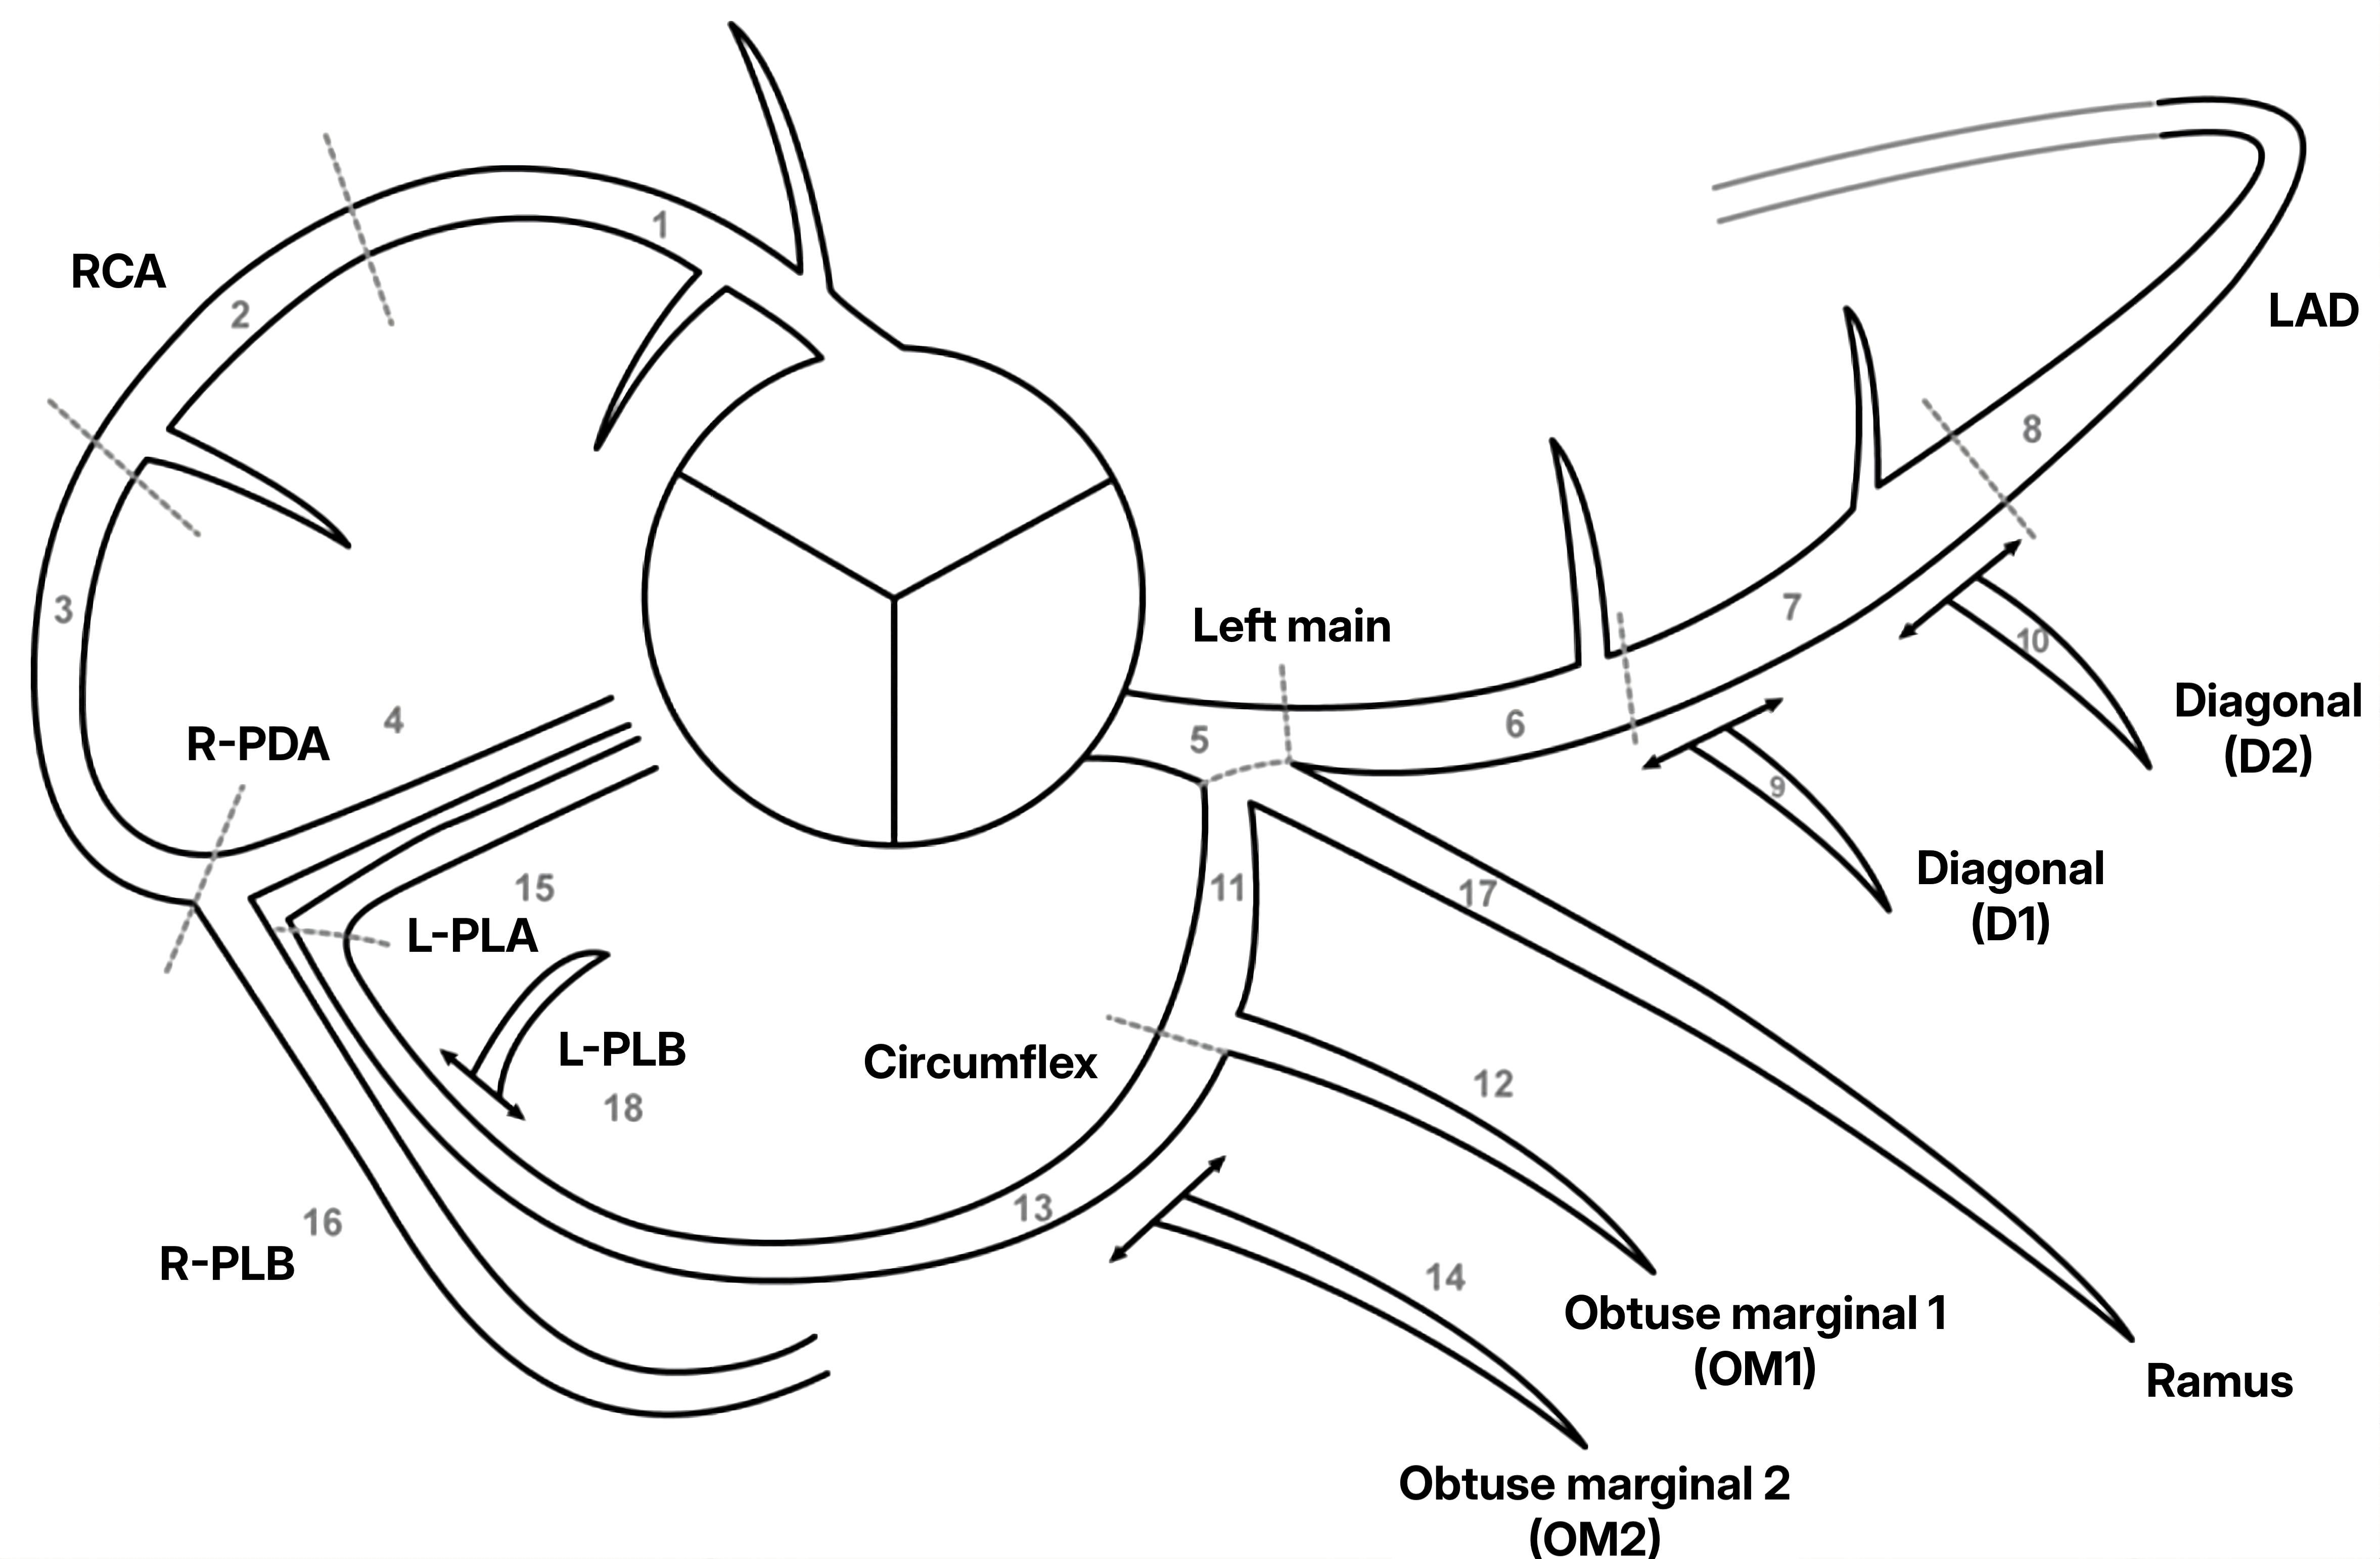 1
RCA
2
LAD
8
3
Left main
7
10
4
R-PDA
5
6
Diagonal
(D2)
9
15
11
17
Diagonal
(D1)
L-PLA
L-PLB
Circumflex
18
12
13
16
R-PLB
14
Obtuse marginal 1
(OM1)
Ramus
Obtuse marginal 2
(OM2)